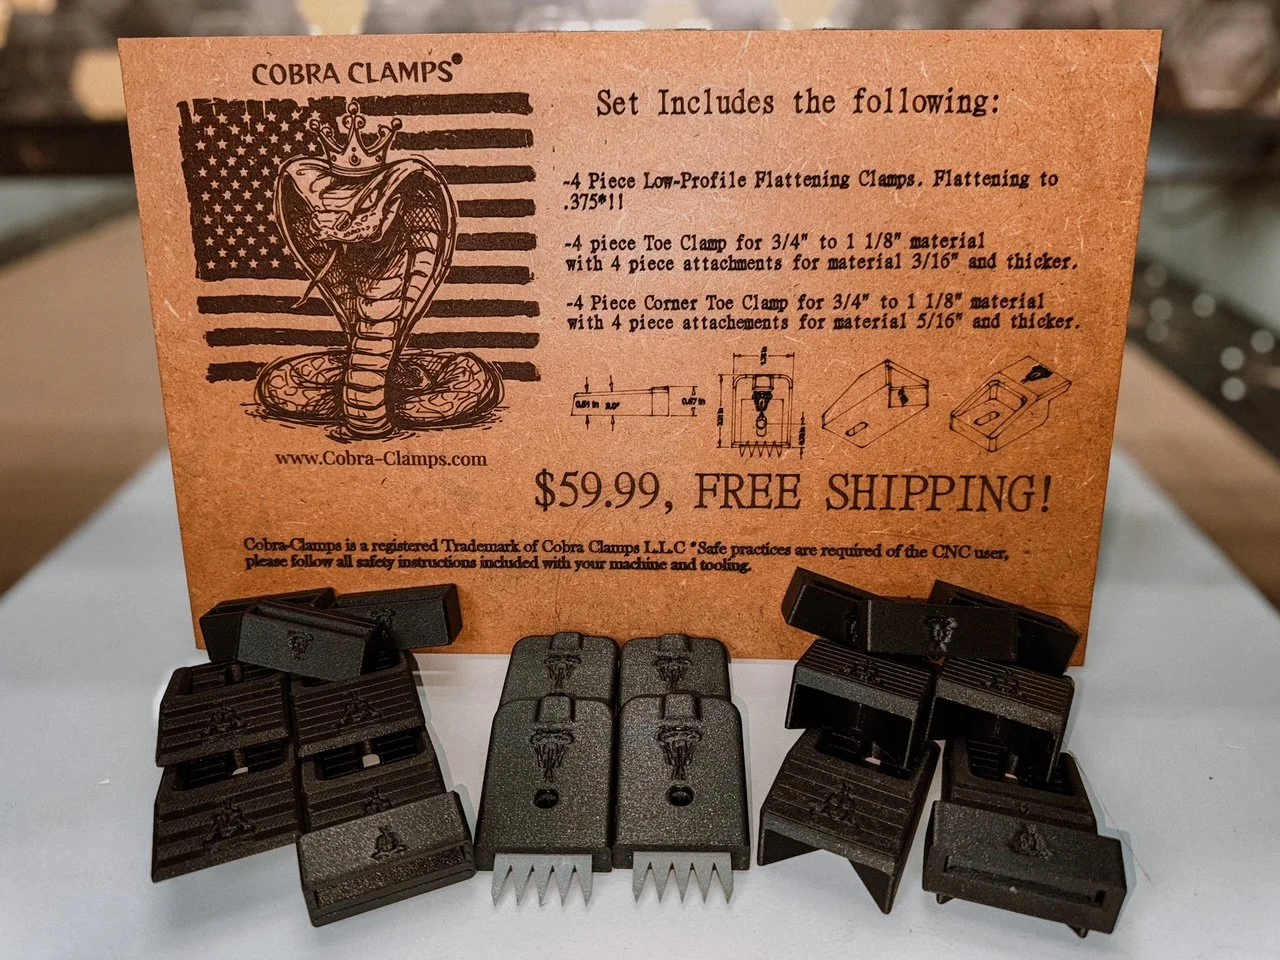 COBRA CLAMPS
Set Includes the following:
-4 Piece Low-Profile Flattening Clamps. Flattening to
.375"!!
-4 piece Toe Clamp for 3/4" to 1 1/8" material
with 4 piece attachments for material 3/16" and thicker.
-4 Piece Corner Toe Clamp for 3/4" to 1 1/8" material
with 4 piece attachements for material 5/16" and thicker.
www.Cobra-Clamps.com
$59.99, FREE SHIPPING!
Cobra-Clamps is a registered Trademark of Cobra Clamps L.L.C *Safe practices are required of the CNC user,
please follow all safety instructions included with your machine and tooling.